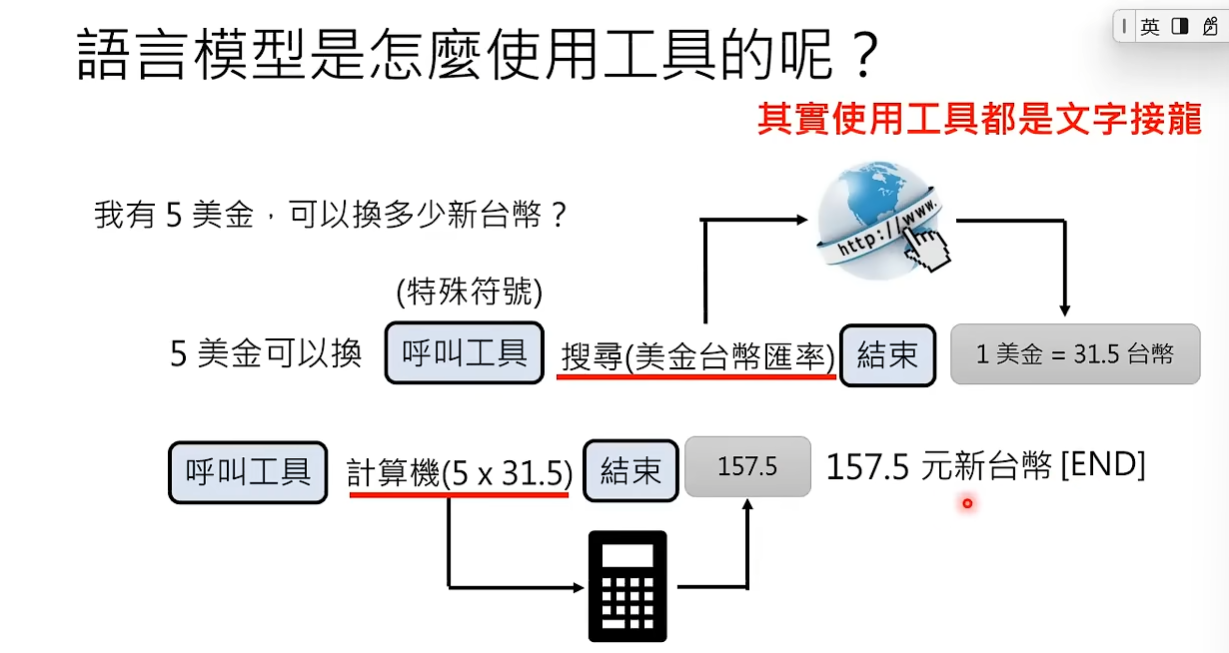 英
語言模型是怎麼使用工具的呢？
其實使用工具都是文字接龍
我有 5 美金，可以換多少新台幣？
http://www.
(特殊符號)
5 美金可以換 呼叫工具 搜尋(美金台幣匯率) 結束 1 美金 = 31.5 台幣
呼叫工具 計算機(5 x 31.5) 結束 157.5 157.5 元新台幣 [END]